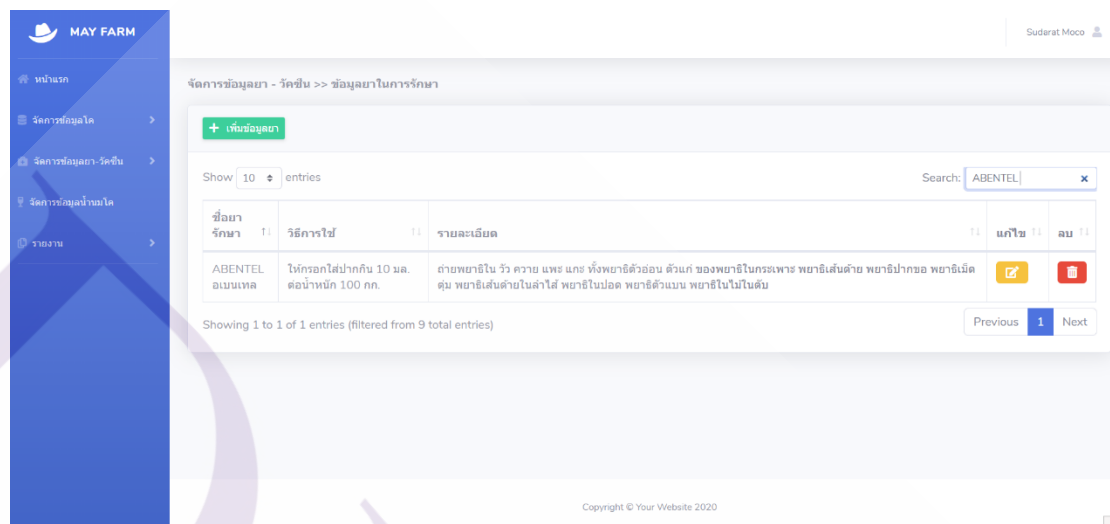 MAY FARM
Sudarat Moco
หน้าแรก
จัดการข้อมูลโค
จัดการข้อมูลยา-วัคซีน
จัดการข้อมูลน้ำนมโค
รายงาน
จัดการข้อมูลยา - วัคซีน >> ข้อมูลยาในการรักษา
+ เพิ่มข้อมูลยา
Show 10 entries
Search: ABENTEL
ชื่อยา
รักษา วิธีการใช้ รายละเอียด แก้ไข ลบ
ABENTEL ให้กรอกใส่ปากกิน 10 มล. ถ่ายพยาธิใน วัว ควาย แพะ แกะ ทั้งพยาธิตัวอ่อน ตัวแก่ ของพยาธิในกระเพาะ พยาธิเส้นด้าย พยาธิปากขอ พยาธิเม็ด
อเบนเทล ต่อน้ำหนัก 100 กก. ตุ่ม พยาธิเส้นด้ายในลำไส้ พยาธิในปอด พยาธิตัวแบน พยาธิใบไม้ในตับ
Showing 1 to 1 of 1 entries (filtered from 9 total entries)
Previous 1 Next
Copyright © Your Website 2020